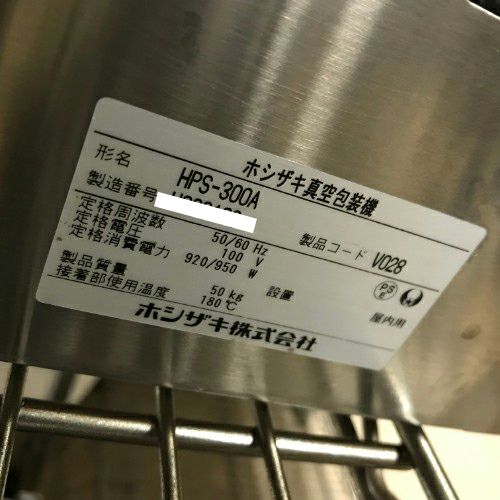 ホシザキ真空包装機
形名 HPS-300A
製造番号 製品コード V028
定格周波数 50/60 Hz
定格電圧 100 V
定格消費電力 920/950 W
PS E
製品質量 50 kg 設置 屋内用
接着部使用温度 180℃
ホシザキ株式会社